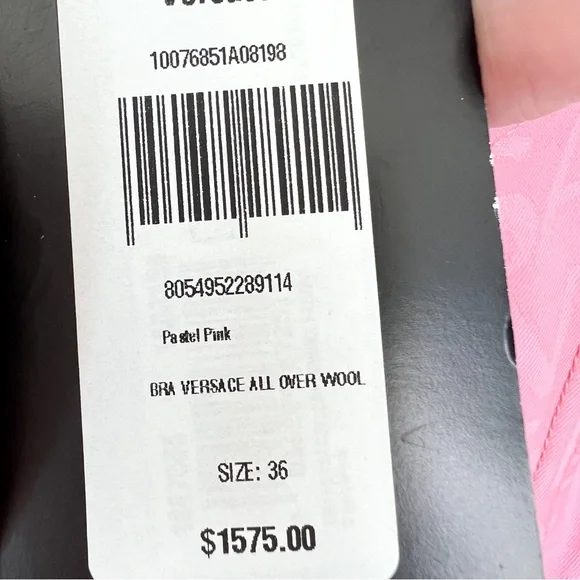 10076851A08198
8054952289114
Pastel Pink
BRA VERSACE ALL OVER WOOL
SIZE: 36
$1575.00